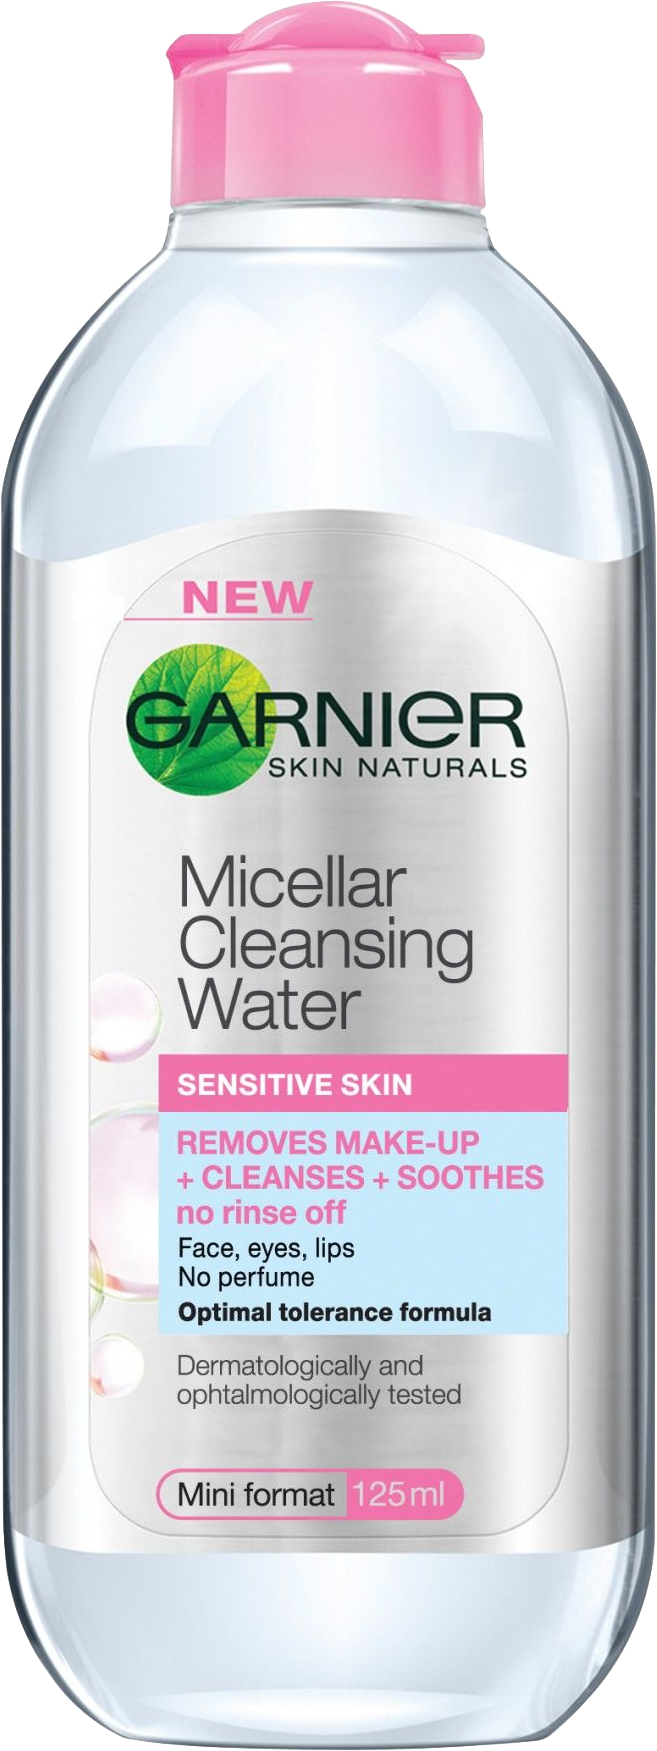 NEW
GARNIER
SKIN NATURALS
Micellar
Cleansing
Water
SENSITIVE SKIN
REMOVES MAKE-UP
+ CLEANSES + SOOTHES
no rinse off
Face, eyes, lips
No perfume
Optimal tolerance formula
Dermatologically and
ophtalmologically tested
Mini format 125ml